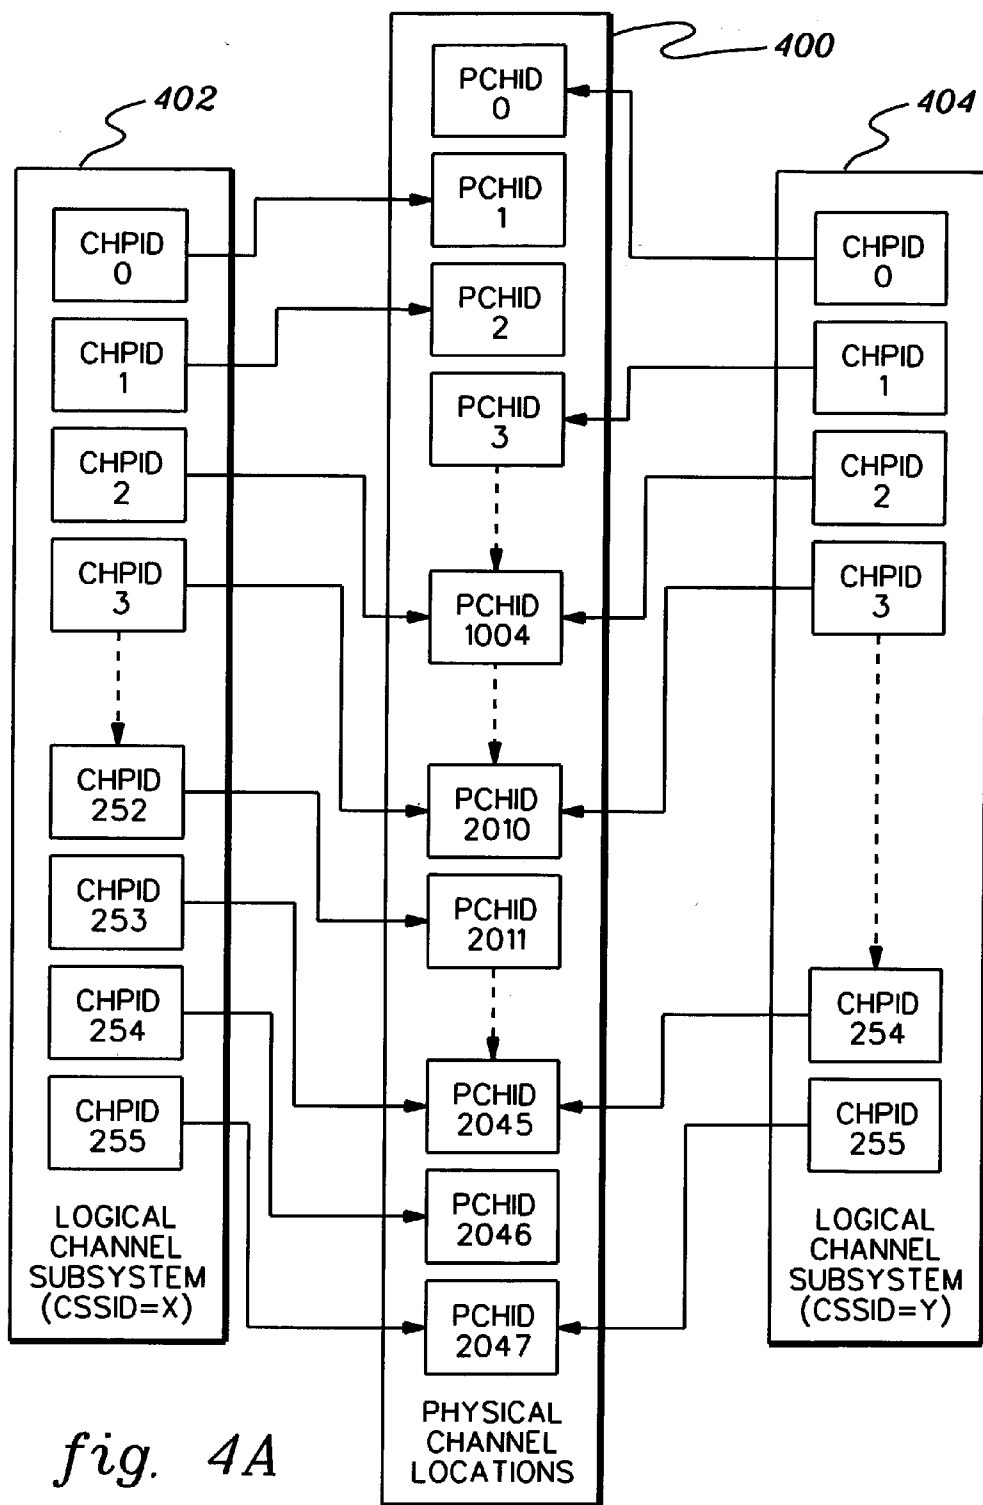 400
402
404
PCHID
0
PCHID
1
PCHID
2
PCHID
3
PCHID
1004
PCHID
2010
PCHID
2011
PCHID
2045
PCHID
2046
PCHID
2047
PHYSICAL
CHANNEL
LOCATIONS
CHPID
0
CHPID
1
CHPID
2
CHPID
3
CHPID
252
CHPID
253
CHPID
254
CHPID
255
LOGICAL
CHANNEL
SUBSYSTEM
(CSSID=X)
CHPID
0
CHPID
1
CHPID
2
CHPID
3
CHPID
254
CHPID
255
LOGICAL
CHANNEL
SUBSYSTEM
(CSSID=Y)
fig. 4A